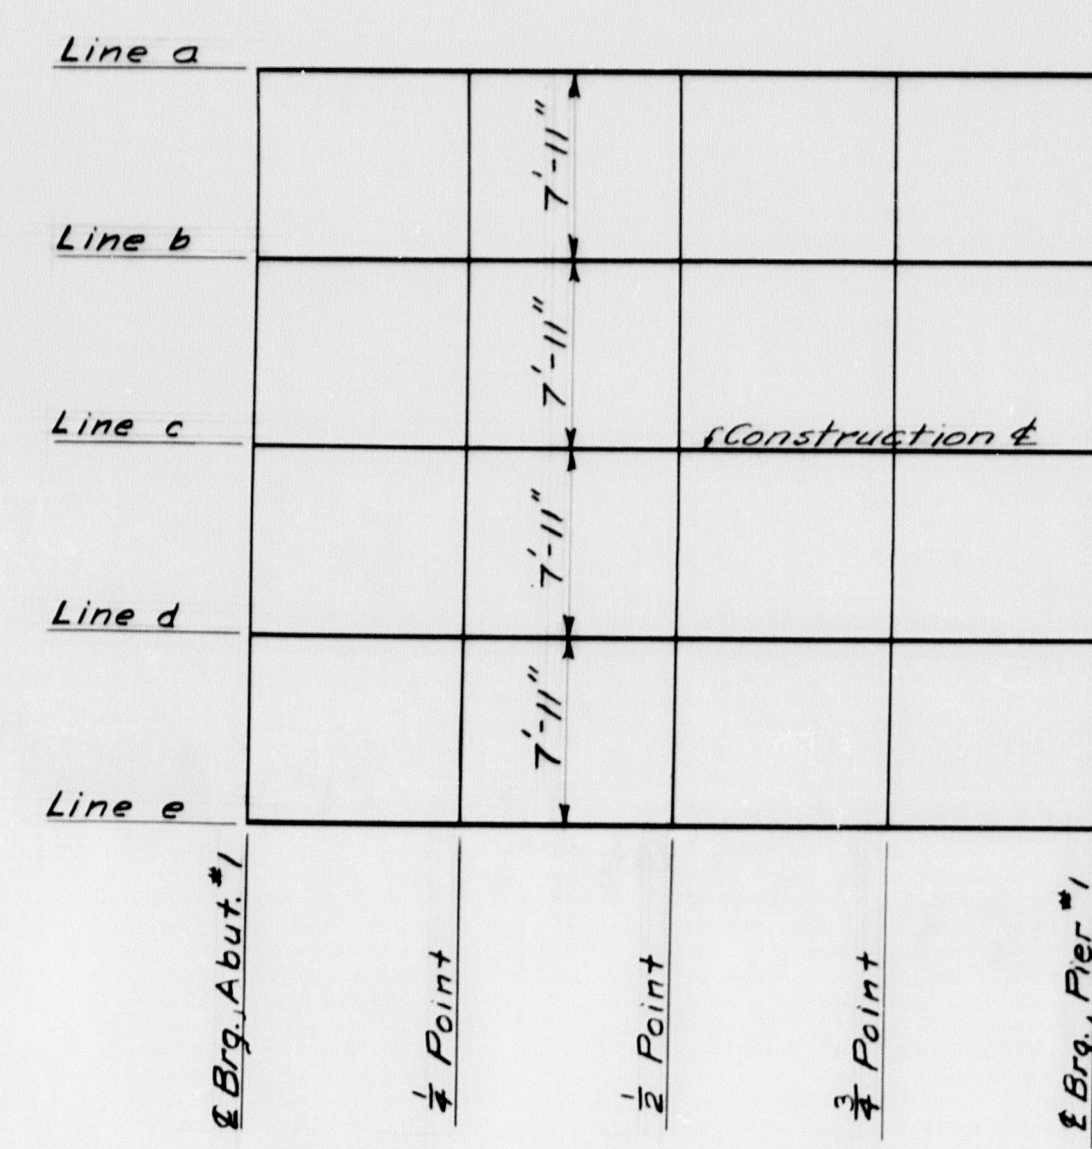 Line a
7'-11"
Line b
7'-11"
Line c
Construction ℄
7'-11"
Line d
7'-11"
Line e
℄ Brg., Abut. #1
1/4 Point
1/2 Point
3/4 Point
℄ Brg., Pier #1